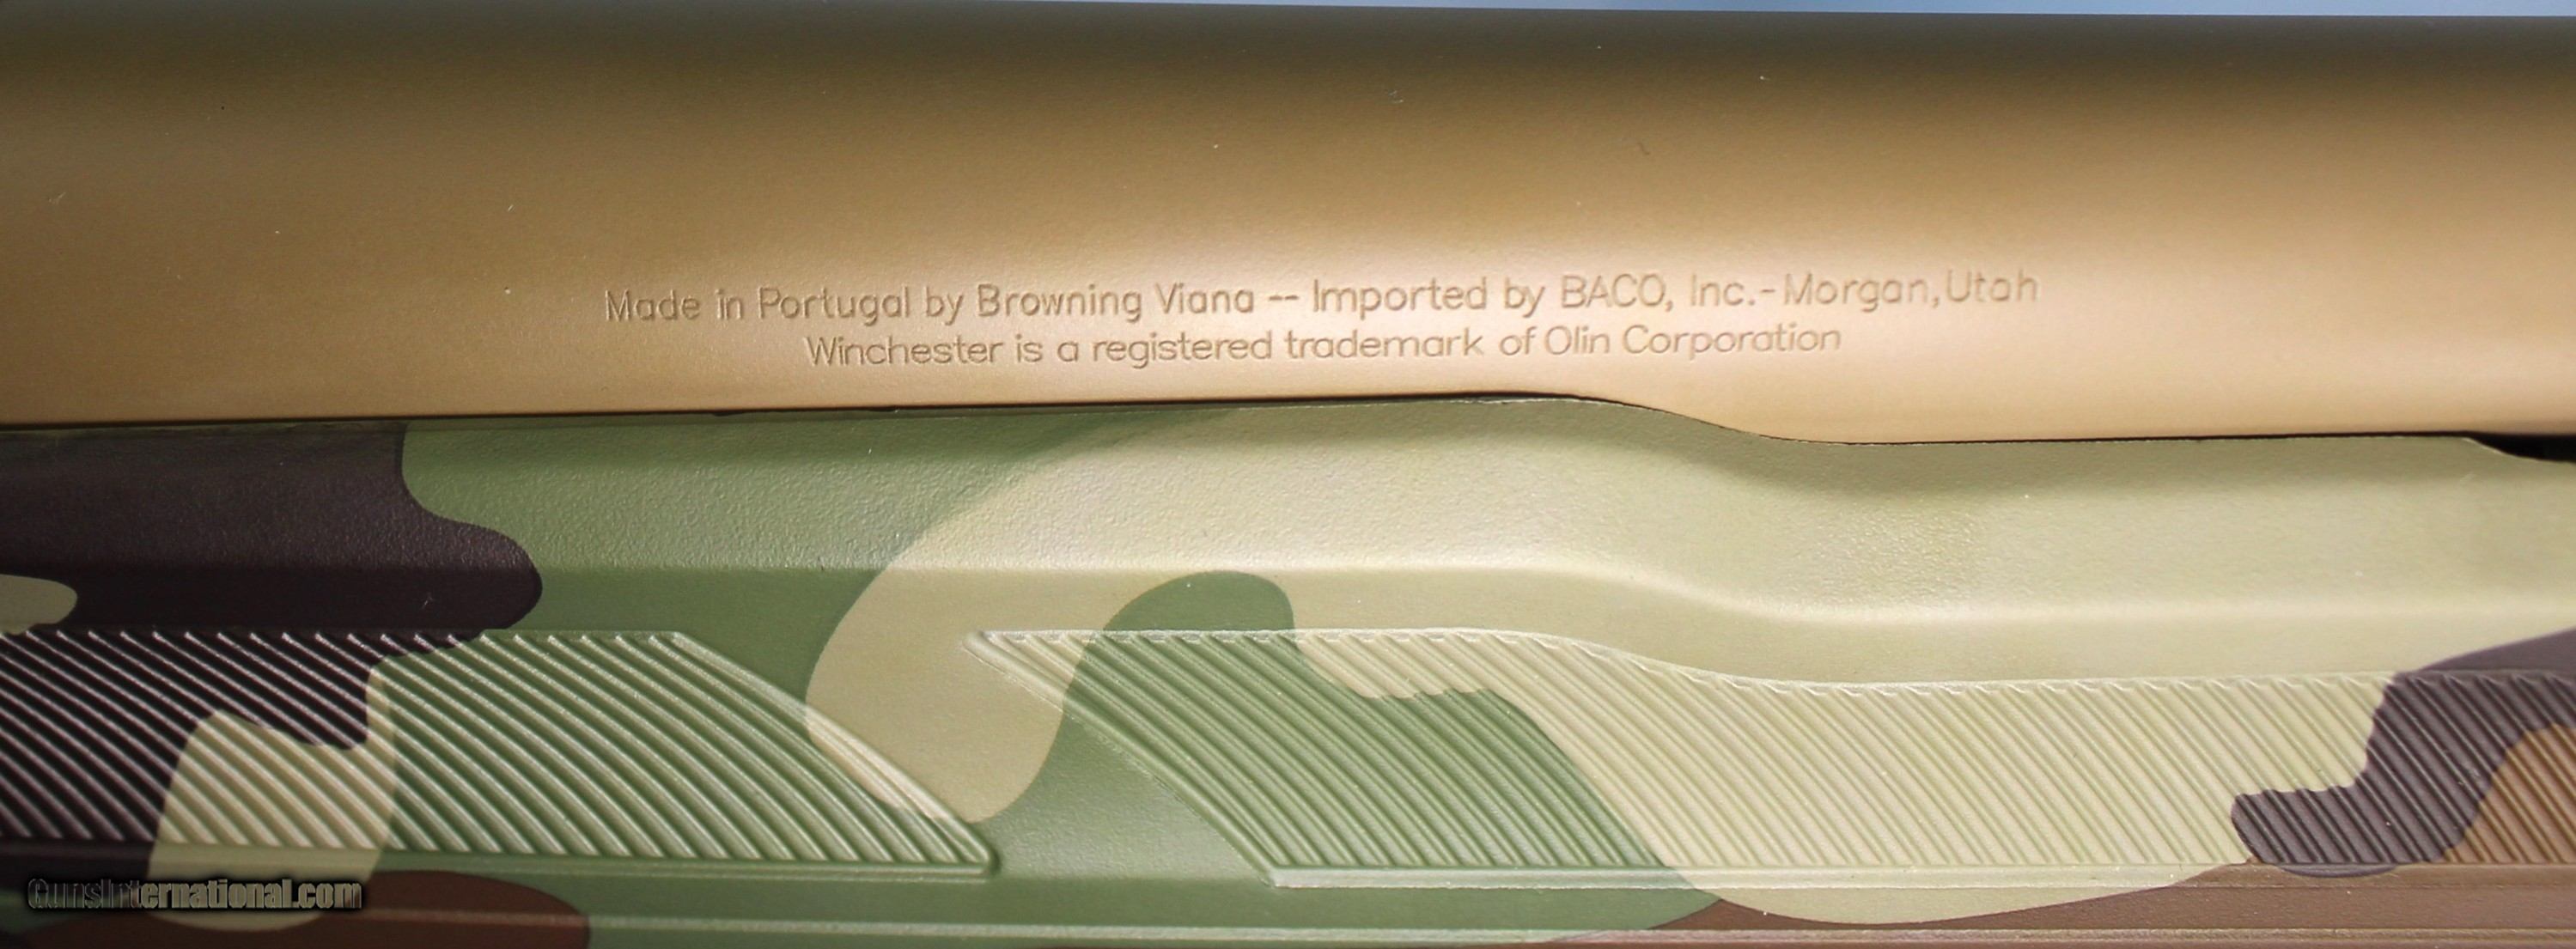 Made in Portugal by Browning Viana -- Imported by BACO, Inc.-Morgan,Utah
Winchester is a registered trademark of Olin Corporation
GunsInternational.com